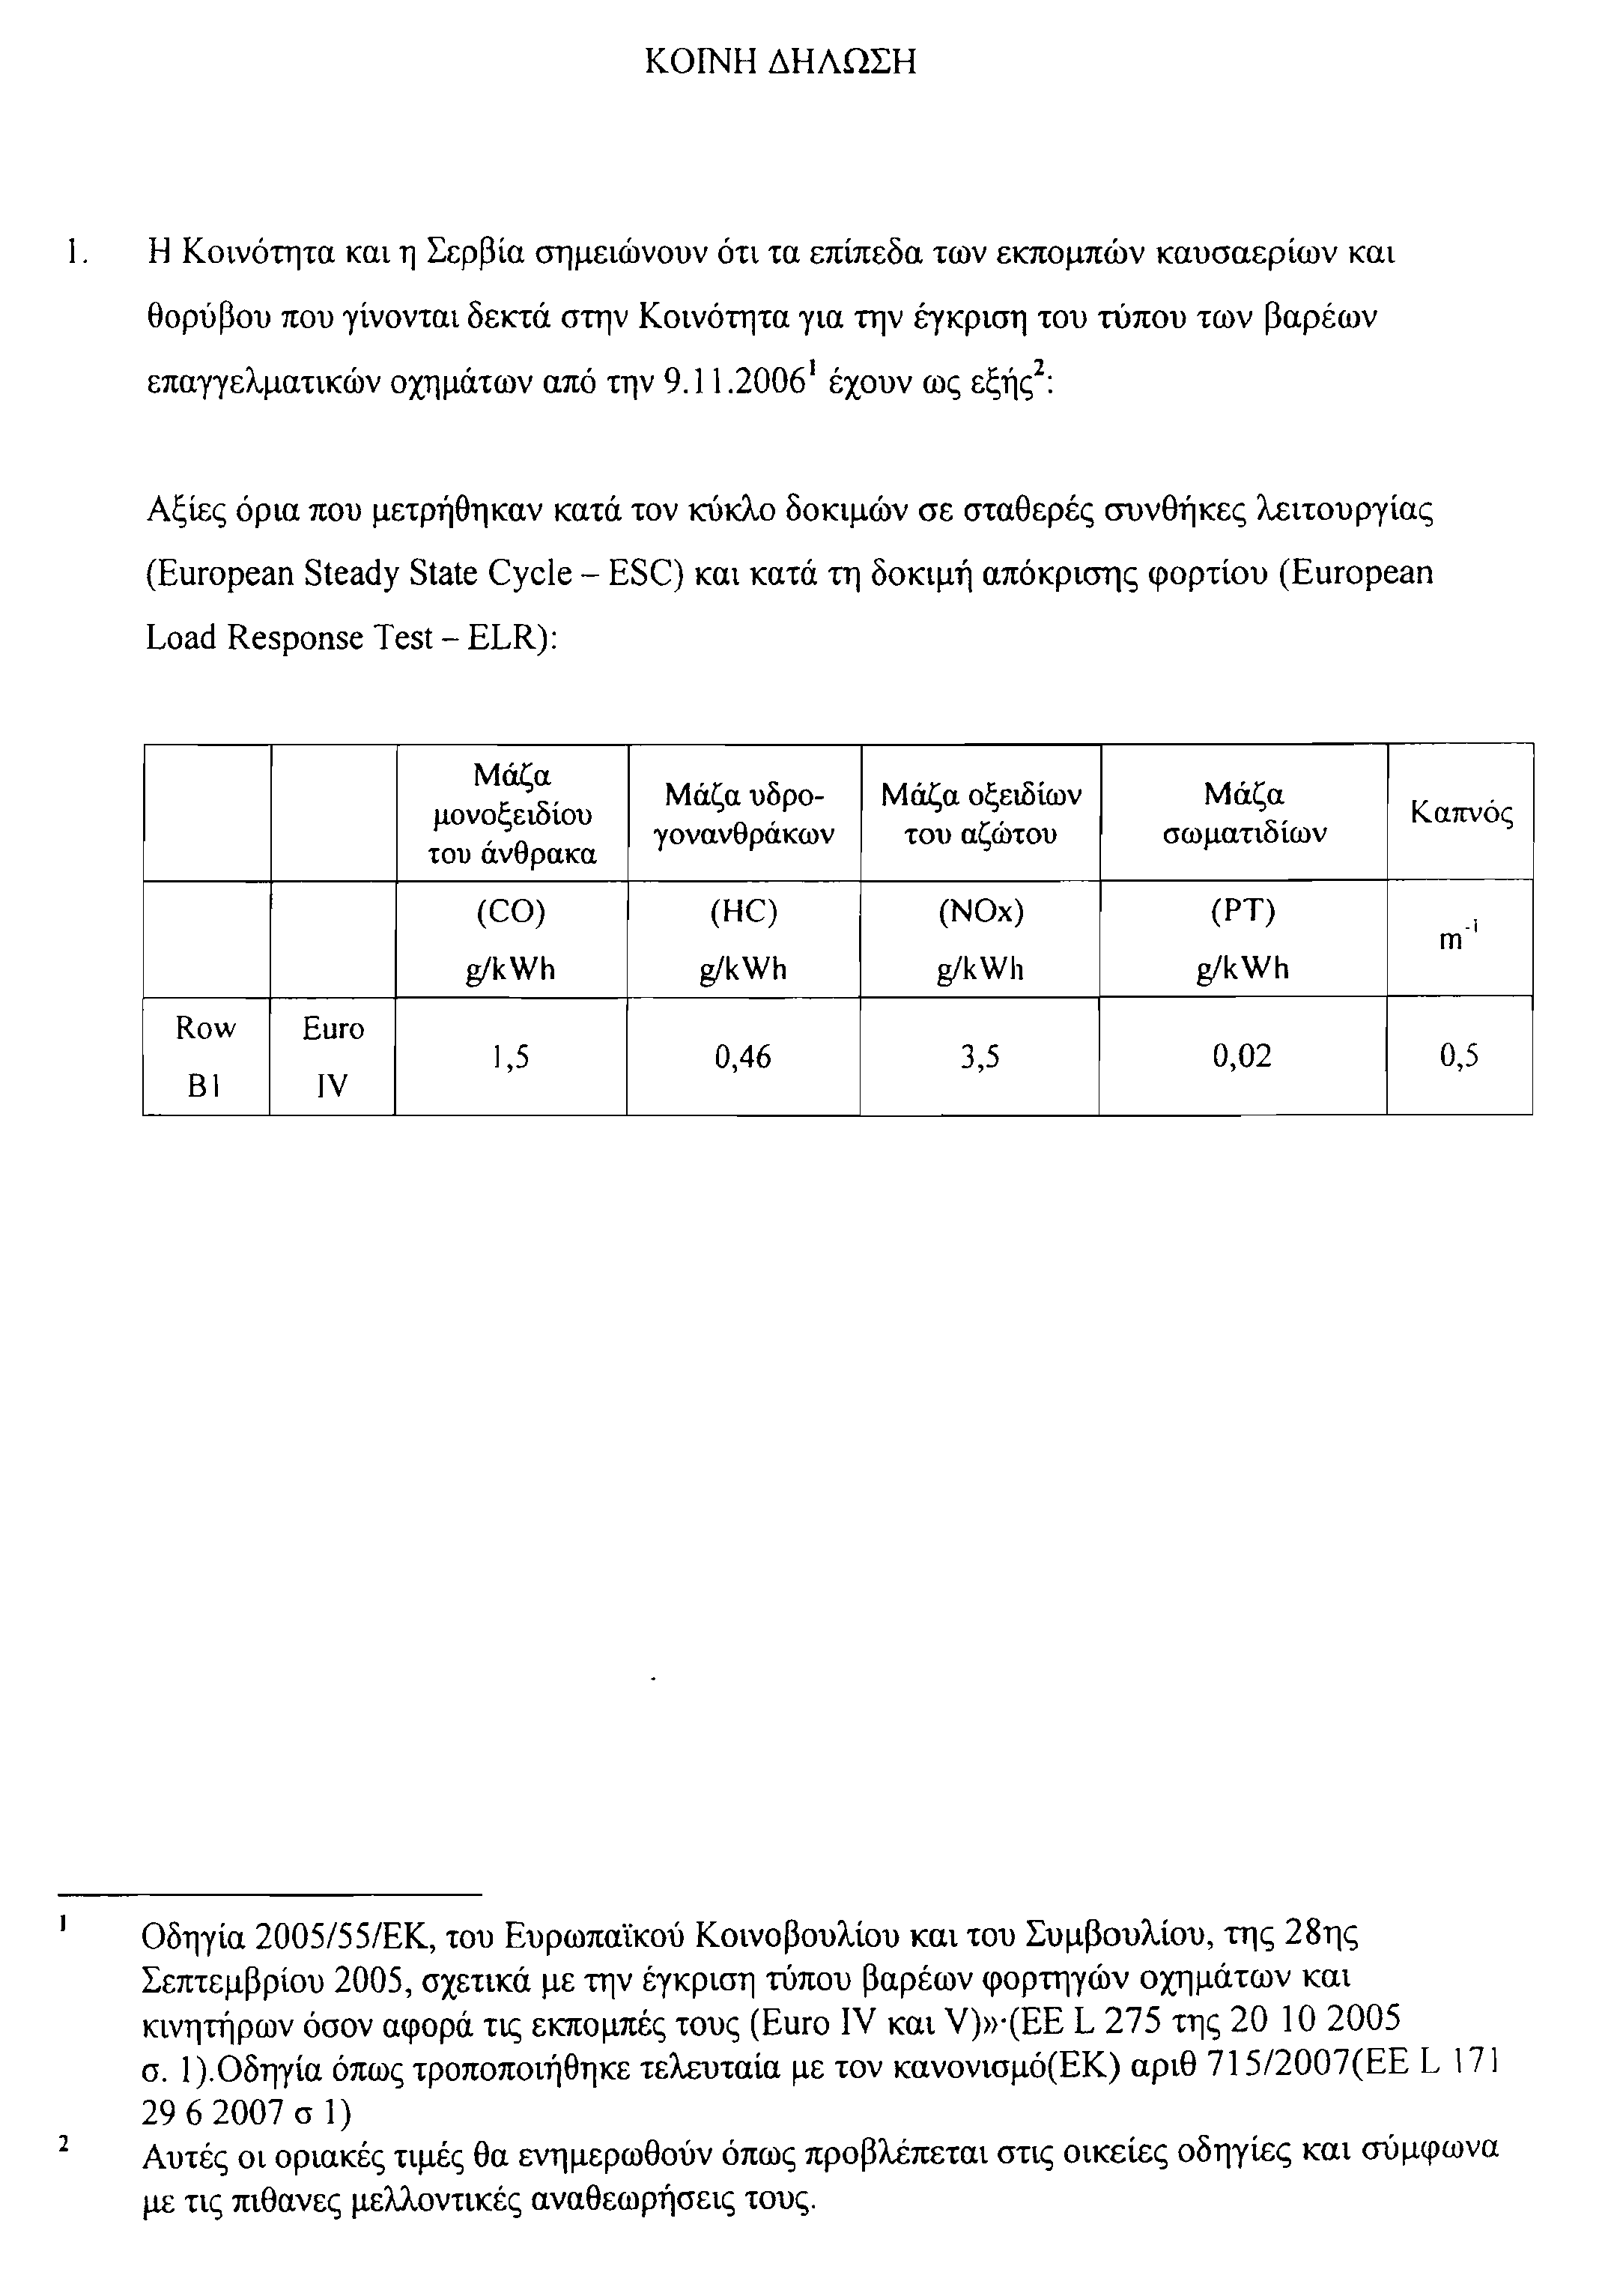 ΚΟΙΝΗ ΔΗΛΩΣΗ
1. Η Κοινότητα και η Σερβία σημειώνουν ότι τα επίπεδα των εκπομπών καυσαερίων και
θορύβου που γίνονται δεκτά στην Κοινότητα για την έγκριση του τύπου των βαρέων
επαγγελματικών οχημάτων από την 9.11.2006¹ έχουν ως εξής²:
Αξίες όρια που μετρήθηκαν κατά τον κύκλο δοκιμών σε σταθερές συνθήκες λειτουργίας
(European Steady State Cycle – ESC) και κατά τη δοκιμή απόκρισης φορτίου (European
Load Response Test – ELR):
Μάζα
μονοξειδίου
του άνθρακα
Μάζα υδρο-
γονανθράκων
Μάζα οξειδίων
του αζώτου
Μάζα
σωματιδίων
Καπνός
(CO)
g/kWh
(HC)
g/kWh
(NOx)
g/kWh
(PT)
g/kWh
m⁻¹
Row
B1
Euro
IV
1,5
0,46
3,5
0,02
0,5
¹ Οδηγία 2005/55/ΕΚ, του Ευρωπαϊκού Κοινοβουλίου και του Συμβουλίου, της 28ης
Σεπτεμβρίου 2005, σχετικά με την έγκριση τύπου βαρέων φορτηγών οχημάτων και
κινητήρων όσον αφορά τις εκπομπές τους (Euro IV και V)»·(ΕΕ L 275 της 20 10 2005
σ. 1).Οδηγία όπως τροποποιήθηκε τελευταία με τον κανονισμό(ΕΚ) αριθ 715/2007(ΕΕ L 171
29 6 2007 σ 1)
² Αυτές οι οριακές τιμές θα ενημερωθούν όπως προβλέπεται στις οικείες οδηγίες και σύμφωνα
με τις πιθανες μελλοντικές αναθεωρήσεις τους.